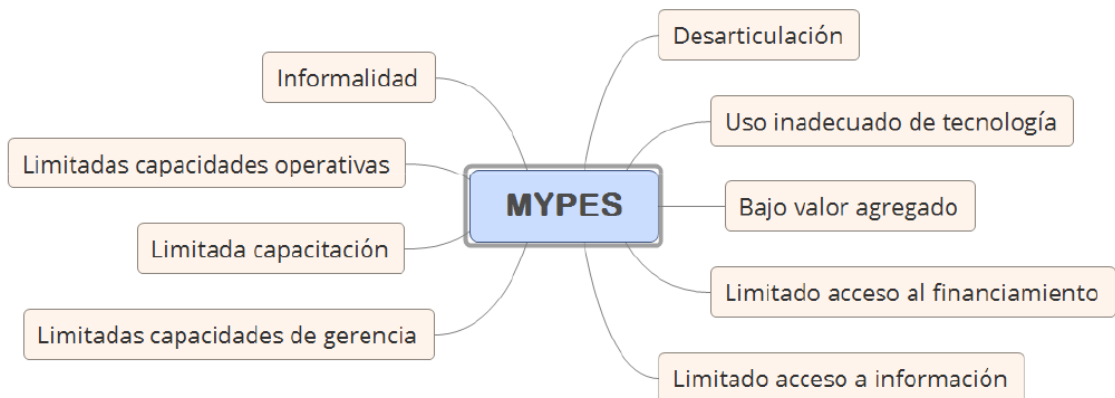 Desarticulación
Informalidad
Uso inadecuado de tecnología
Limitadas capacidades operativas
MYPES
Bajo valor agregado
Limitada capacitación
Limitado acceso al financiamiento
Limitadas capacidades de gerencia
Limitado acceso a información